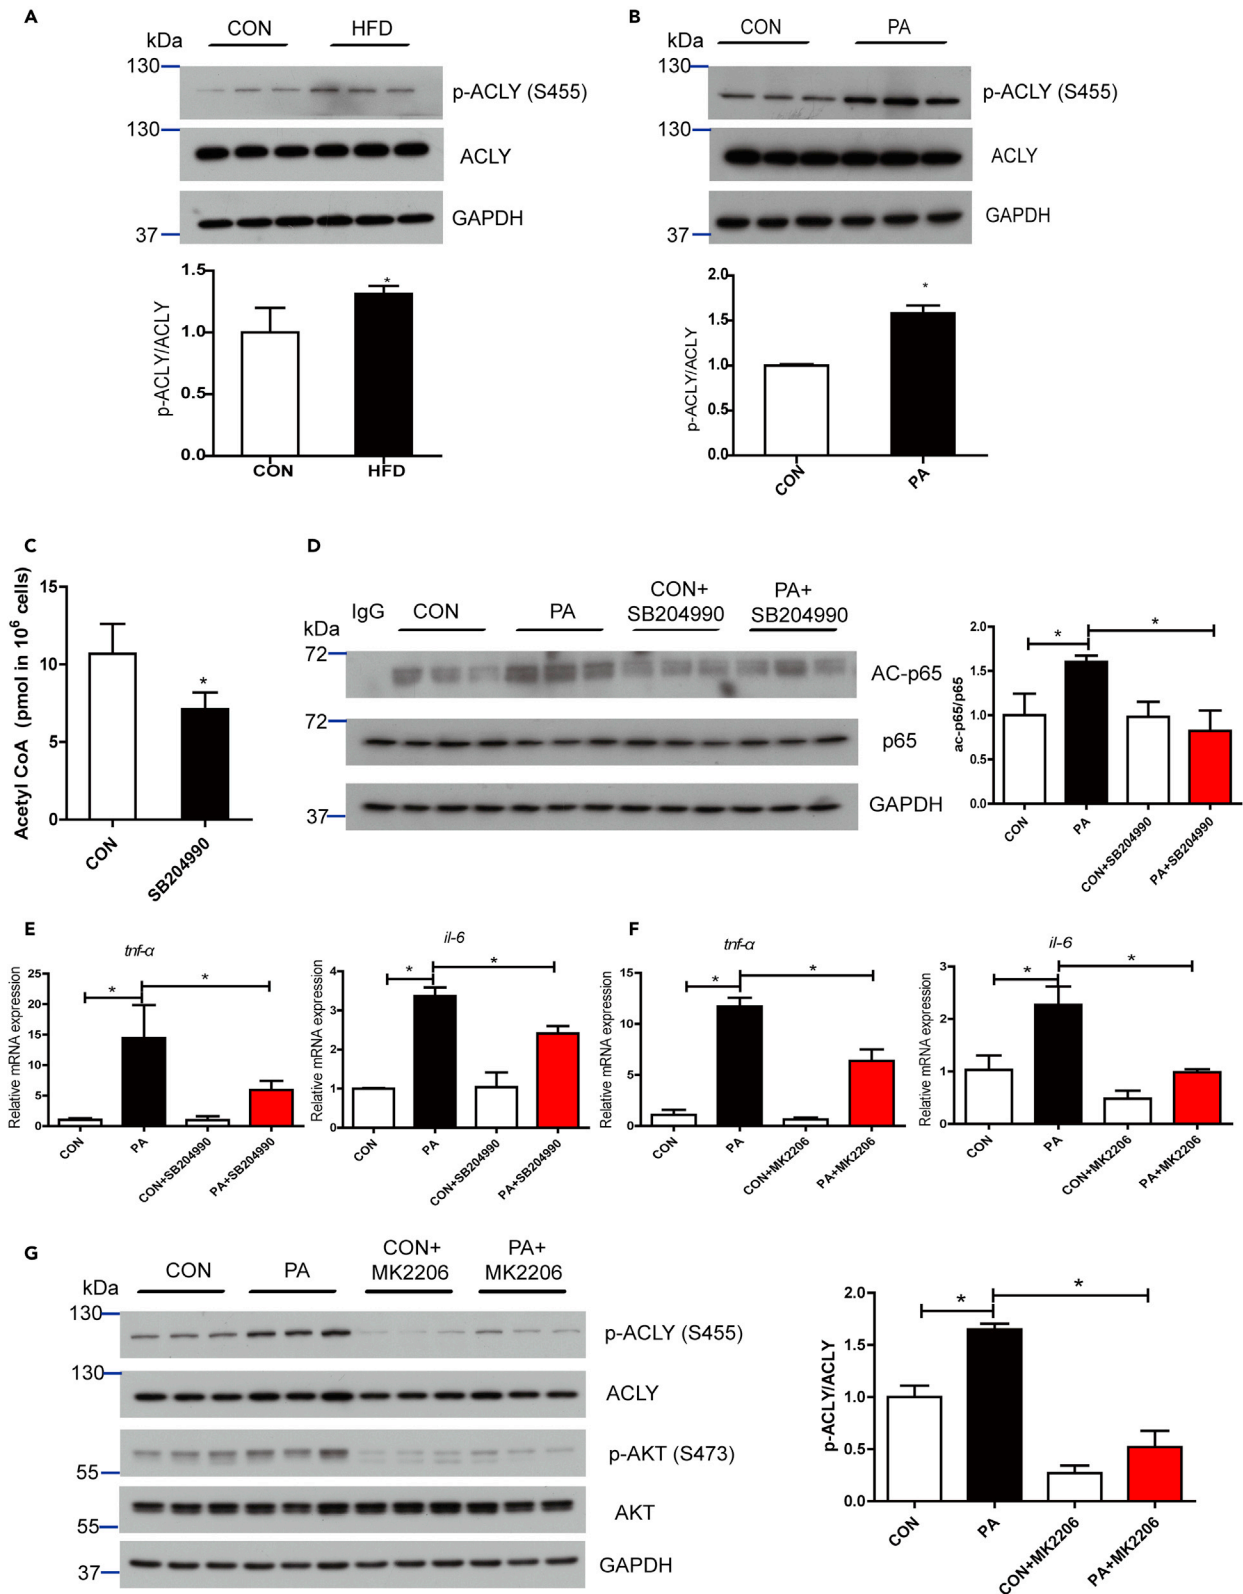 A
CON HFD
kDa
130
p-ACLY (S455)
130
ACLY
GAPDH
37
1.5
1.0
0.5
0.0
p-ACLY/ACLY
*
CON HFD
B
CON PA
kDa
130
p-ACLY (S455)
130
ACLY
GAPDH
37
2.0
1.5
1.0
0.5
0.0
p-ACLY/ACLY
*
CON PA
C
15
10
5
0
Acetyl CoA (pmol in 10⁶ cells)
*
CON SB204990
D
IgG CON PA CON+ SB204990 PA+ SB204990
kDa
72
AC-p65
72
p65
GAPDH
37
2.0
1.5
1.0
0.5
0.0
ac-p65/p65
* *
CON PA CON+SB204990 PA+SB204990
E
tnf-α
25
20
15
10
5
0
Relative mRNA expression
* *
CON PA CON+SB204990 PA+SB204990
il-6
4
3
2
1
0
Relative mRNA expression
* *
CON PA CON+SB204990 PA+SB204990
F
tnf-α
15
10
5
0
Relative mRNA expression
* *
CON PA CON+MK2206 PA+MK2206
il-6
3
2
1
0
Relative mRNA expression
* *
CON PA CON+MK2206 PA+MK2206
G
CON PA CON+ MK2206 PA+ MK2206
kDa
130
p-ACLY (S455)
130
ACLY
p-AKT (S473)
55
AKT
55
GAPDH
37
2.0
1.5
1.0
0.5
0.0
p-ACLY/ACLY
* *
CON PA CON+MK2206 PA+MK2206